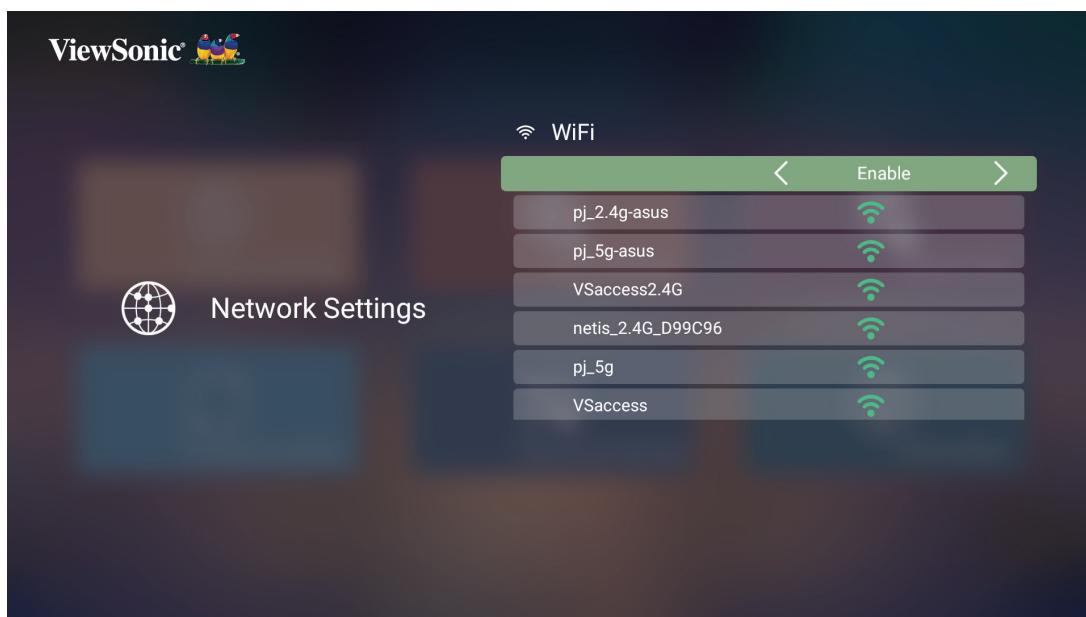 ViewSonic®
WiFi
Enable
pj_2.4g-asus
pj_5g-asus
VSaccess2.4G
Network Settings
netis_2.4G_D99C96
pj_5g
VSaccess